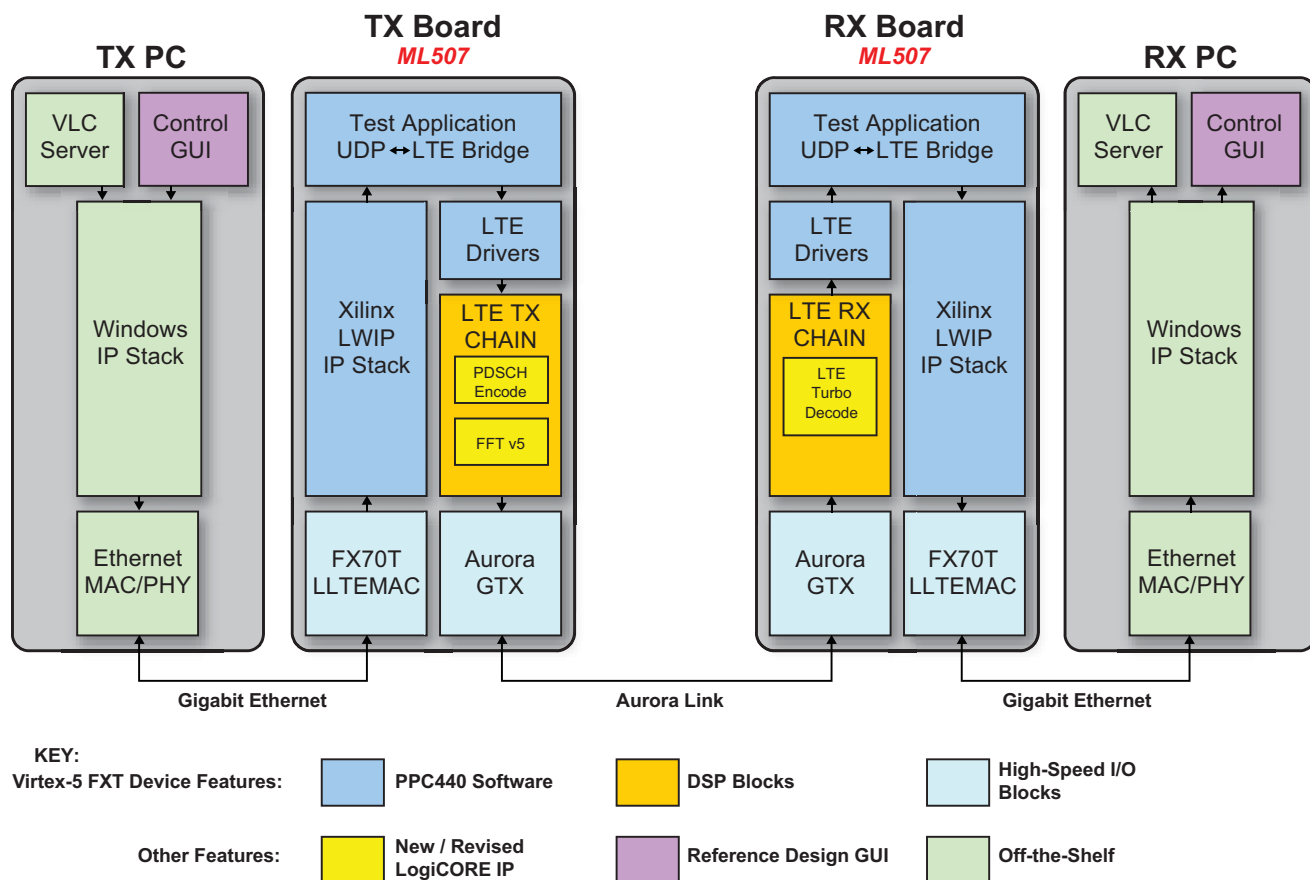 TX PC
TX Board
ML507
RX Board
ML507
RX PC
VLC
Server
Control
GUI
Windows
IP Stack
Ethernet
MAC/PHY
Test Application
UDP ↔ LTE Bridge
Xilinx
LWIP
IP Stack
LTE
Drivers
LTE TX
CHAIN
PDSCH
Encode
FFT v5
FX70T
LLTEMAC
Aurora
GTX
Test Application
UDP ↔ LTE Bridge
LTE
Drivers
LTE RX
CHAIN
LTE
Turbo
Decode
Xilinx
LWIP
IP Stack
Aurora
GTX
FX70T
LLTEMAC
VLC
Server
Control
GUI
Windows
IP Stack
Ethernet
MAC/PHY
Gigabit Ethernet
Aurora Link
Gigabit Ethernet
KEY:
Virtex-5 FXT Device Features:
PPC440 Software
DSP Blocks
High-Speed I/O
Blocks
Other Features:
New / Revised
LogiCORE IP
Reference Design GUI
Off-the-Shelf